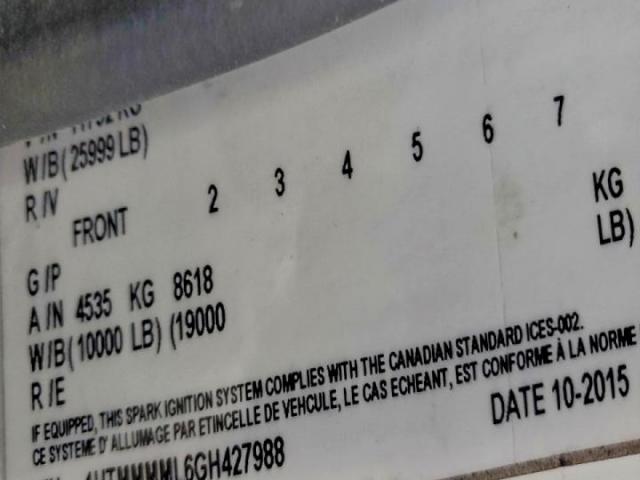 W/B( 25999 LB)
R /V
FRONT 2 3 4 5 6 7
G /P KG
A /N 4535 KG 8618 LB)
W/B( 10000 LB) (19000
R /E
IF EQUIPPED, THIS SPARK IGNITION SYSTEM COMPLIES WITH THE CANADIAN STANDARD ICES-002.
CE SYSTEME D' ALLUMAGE PAR ETINCELLE DE VEHCULE, LE CAS ECHEANT, EST CONFORME À LA NORME
DATE 10-2015
1HTMMMML6GH427988